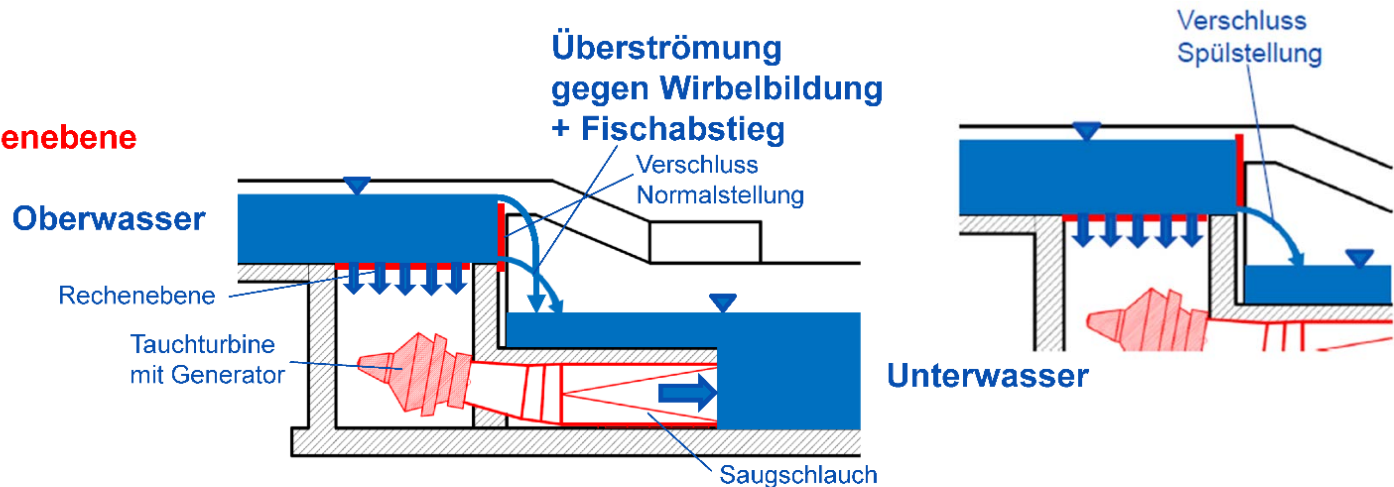 enebene
Oberwasser
Überströmung
gegen Wirbelbildung
+ Fischabstieg
Verschluss
Normalstellung
Rechenebene
Tauchturbine
mit Generator
Saugschlauch
Unterwasser
Verschluss
Spülstellung